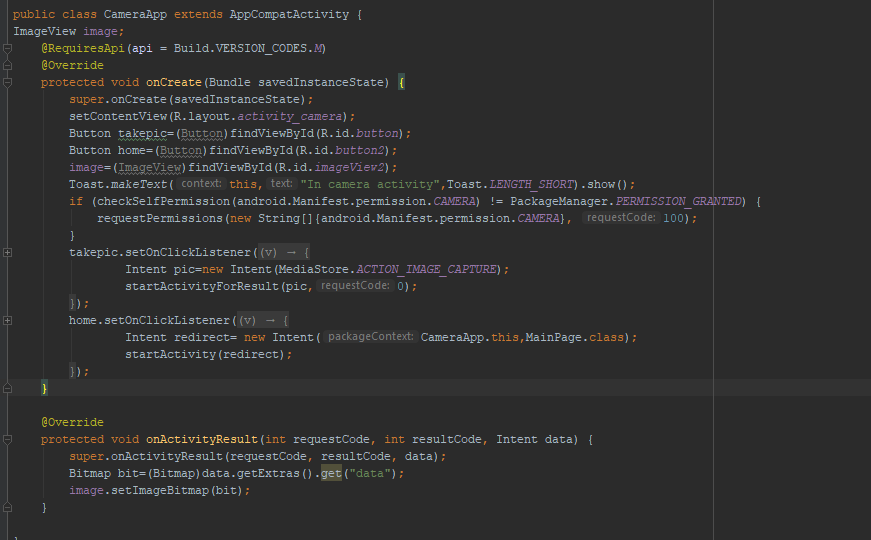 public class CameraApp extends AppCompatActivity {
ImageView image;
@RequiresApi(api = Build.VERSION_CODES.M)
@Override
protected void onCreate(Bundle savedInstanceState) {
super.onCreate(savedInstanceState);
setContentView(R.layout.activity_camera);
Button takepic=(Button)findViewById(R.id.button);
Button home=(Button)findViewById(R.id.button2);
image=(ImageView)findViewById(R.id.imageView2);
Toast.makeText( context: this, text: "In camera activity",Toast.LENGTH_SHORT).show();
if (checkSelfPermission(android.Manifest.permission.CAMERA) != PackageManager.PERMISSION_GRANTED) {
requestPermissions(new String[]{android.Manifest.permission.CAMERA}, requestCode: 100);
}
takepic.setOnClickListener((v) → {
Intent pic=new Intent(MediaStore.ACTION_IMAGE_CAPTURE);
startActivityForResult(pic, requestCode: 0);
});
home.setOnClickListener((v) → {
Intent redirect= new Intent( packageContext: CameraApp.this,MainPage.class);
startActivity(redirect);
});
}
@Override
protected void onActivityResult(int requestCode, int resultCode, Intent data) {
super.onActivityResult(requestCode, resultCode, data);
Bitmap bit=(Bitmap)data.getExtras().get("data");
image.setImageBitmap(bit);
}
}